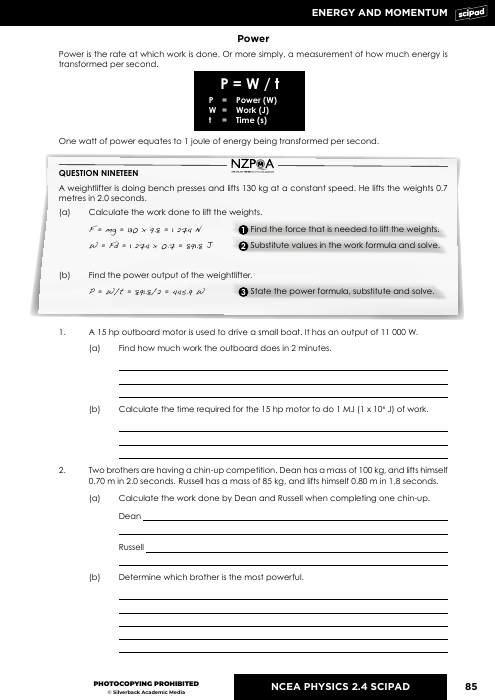 ENERGY AND MOMENTUM
scipad
Power
Power is the rate at which work is done. Or more simply, a measurement of how much energy is
transformed per second.
P = W / t
P = Power (W)
W = Work (J)
t = Time (s)
One watt of power equates to 1 joule of energy being transformed per second.
NZPQA
QUESTION NINETEEN
A weightlifter is doing bench presses and lifts 130 kg at a constant speed. He lifts the weights 0.7
metres in 2.0 seconds.
(a) Calculate the work done to lift the weights.
F = mg = 130 x 9.8 = 1 274 N
1 Find the force that is needed to lift the weights.
W = Fd = 1 274 x 0.7 = 891.8 J
2 Substitute values in the work formula and solve.
(b) Find the power output of the weightlifter.
P = W/t = 891.8/2 = 445.9 W
3 State the power formula, substitute and solve.
1. A 15 hp outboard motor is used to drive a small boat. It has an output of 11 000 W.
(a) Find how much work the outboard does in 2 minutes.
(b) Calculate the time required for the 15 hp motor to do 1 MJ (1 x 10⁶ J) of work.
2. Two brothers are having a chin-up competition. Dean has a mass of 100 kg, and lifts himself
0.70 m in 2.0 seconds. Russell has a mass of 85 kg, and lifts himself 0.80 m in 1.8 seconds.
(a) Calculate the work done by Dean and Russell when completing one chin-up.
Dean
Russell
(b) Determine which brother is the most powerful.
PHOTOCOPYING PROHIBITED
© Silverback Academic Media
NCEA PHYSICS 2.4 SCIPAD
85